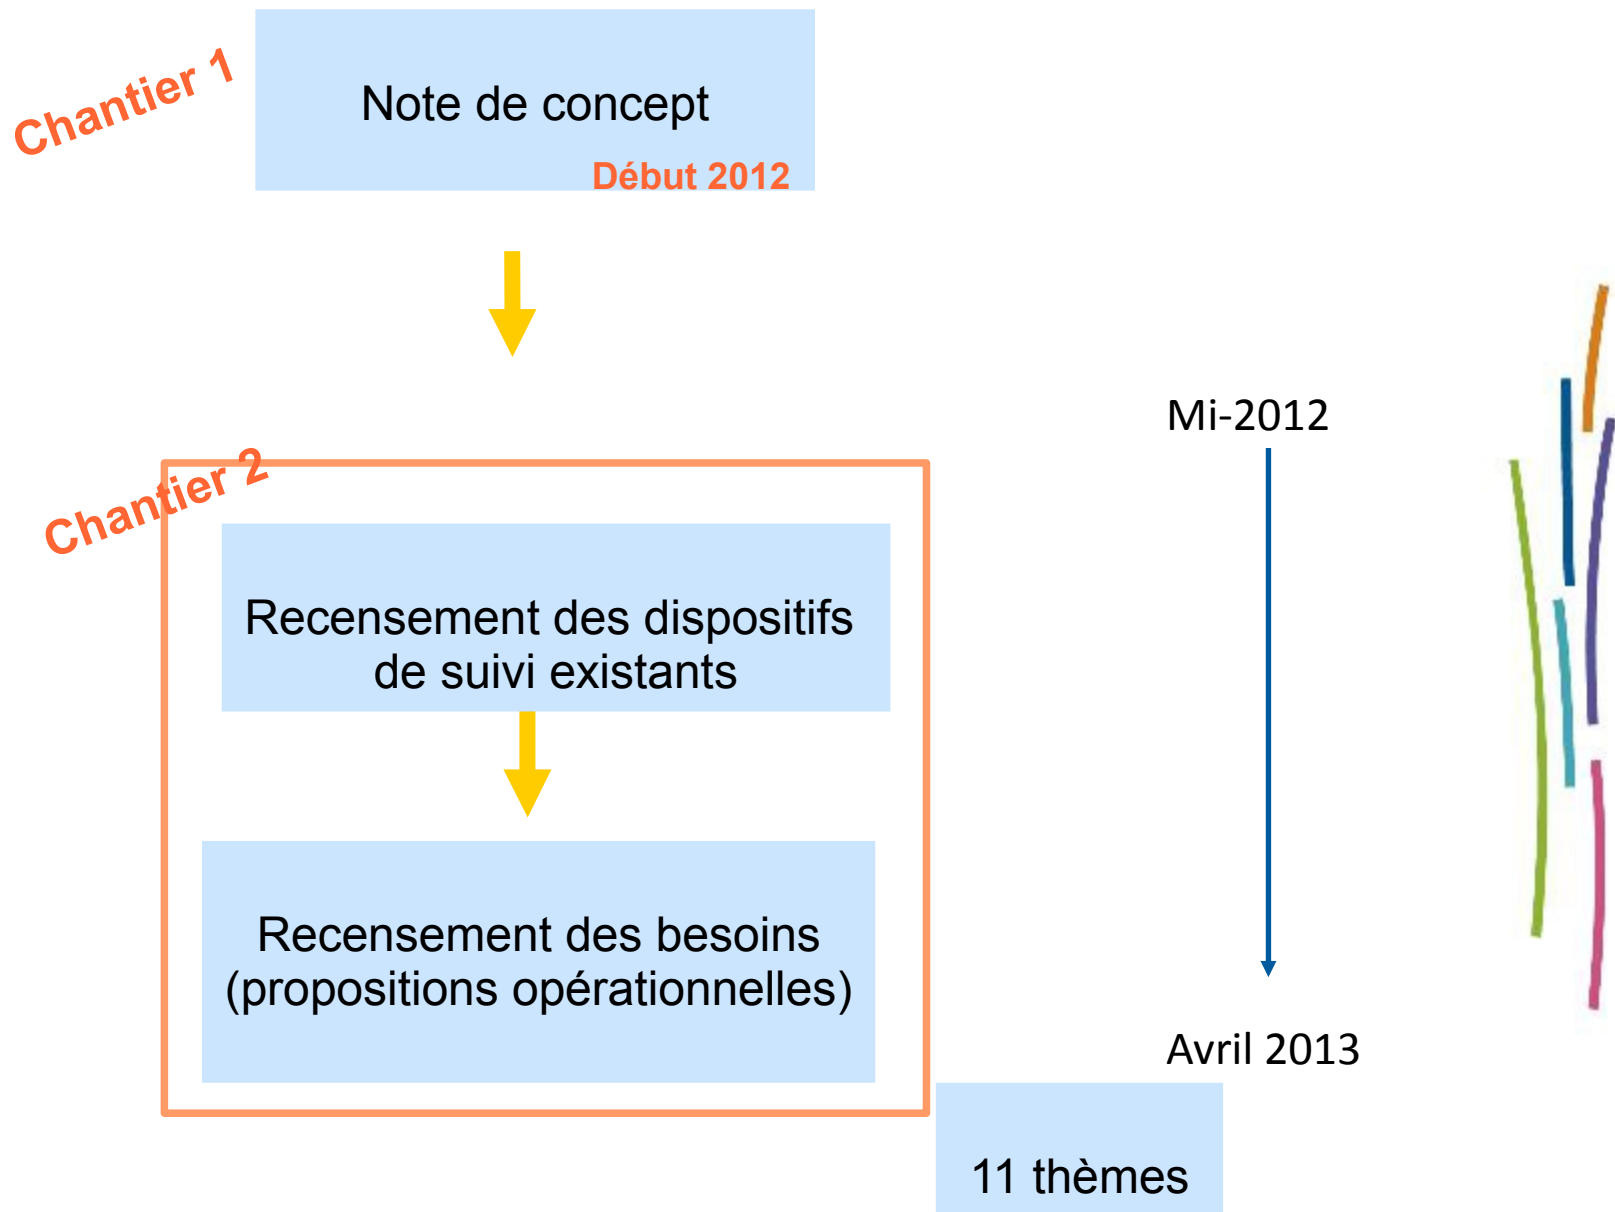 Chantier 1
Note de concept
Début 2012
Mi-2012
Chantier 2
Recensement des dispositifs
de suivi existants
Recensement des besoins
(propositions opérationnelles)
Avril 2013
11 thèmes